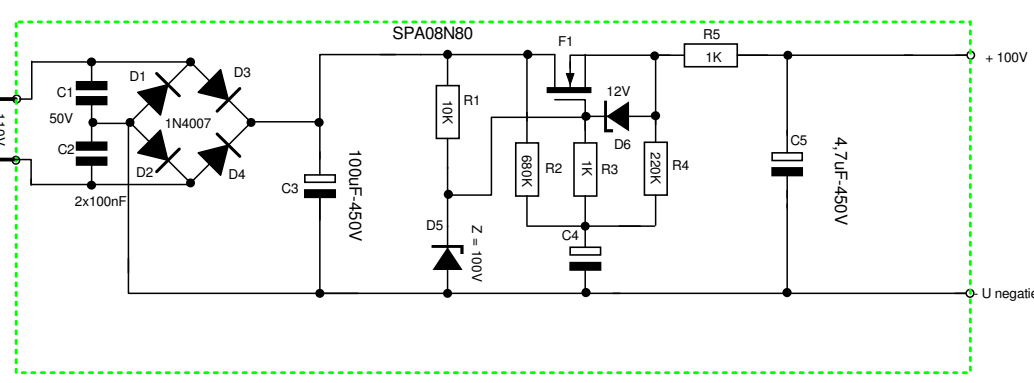 SPA08N80
F1
R5
1K
+ 100V
D1
D3
C1
50V
1N4007
C2
D2
D4
2x100nF
C3
100uF-450V
10K
R1
D5
Z = 100V
12V
D6
680K
R2
1K
R3
220K
R4
C4
C5
4,7uF-450V
- U negatie